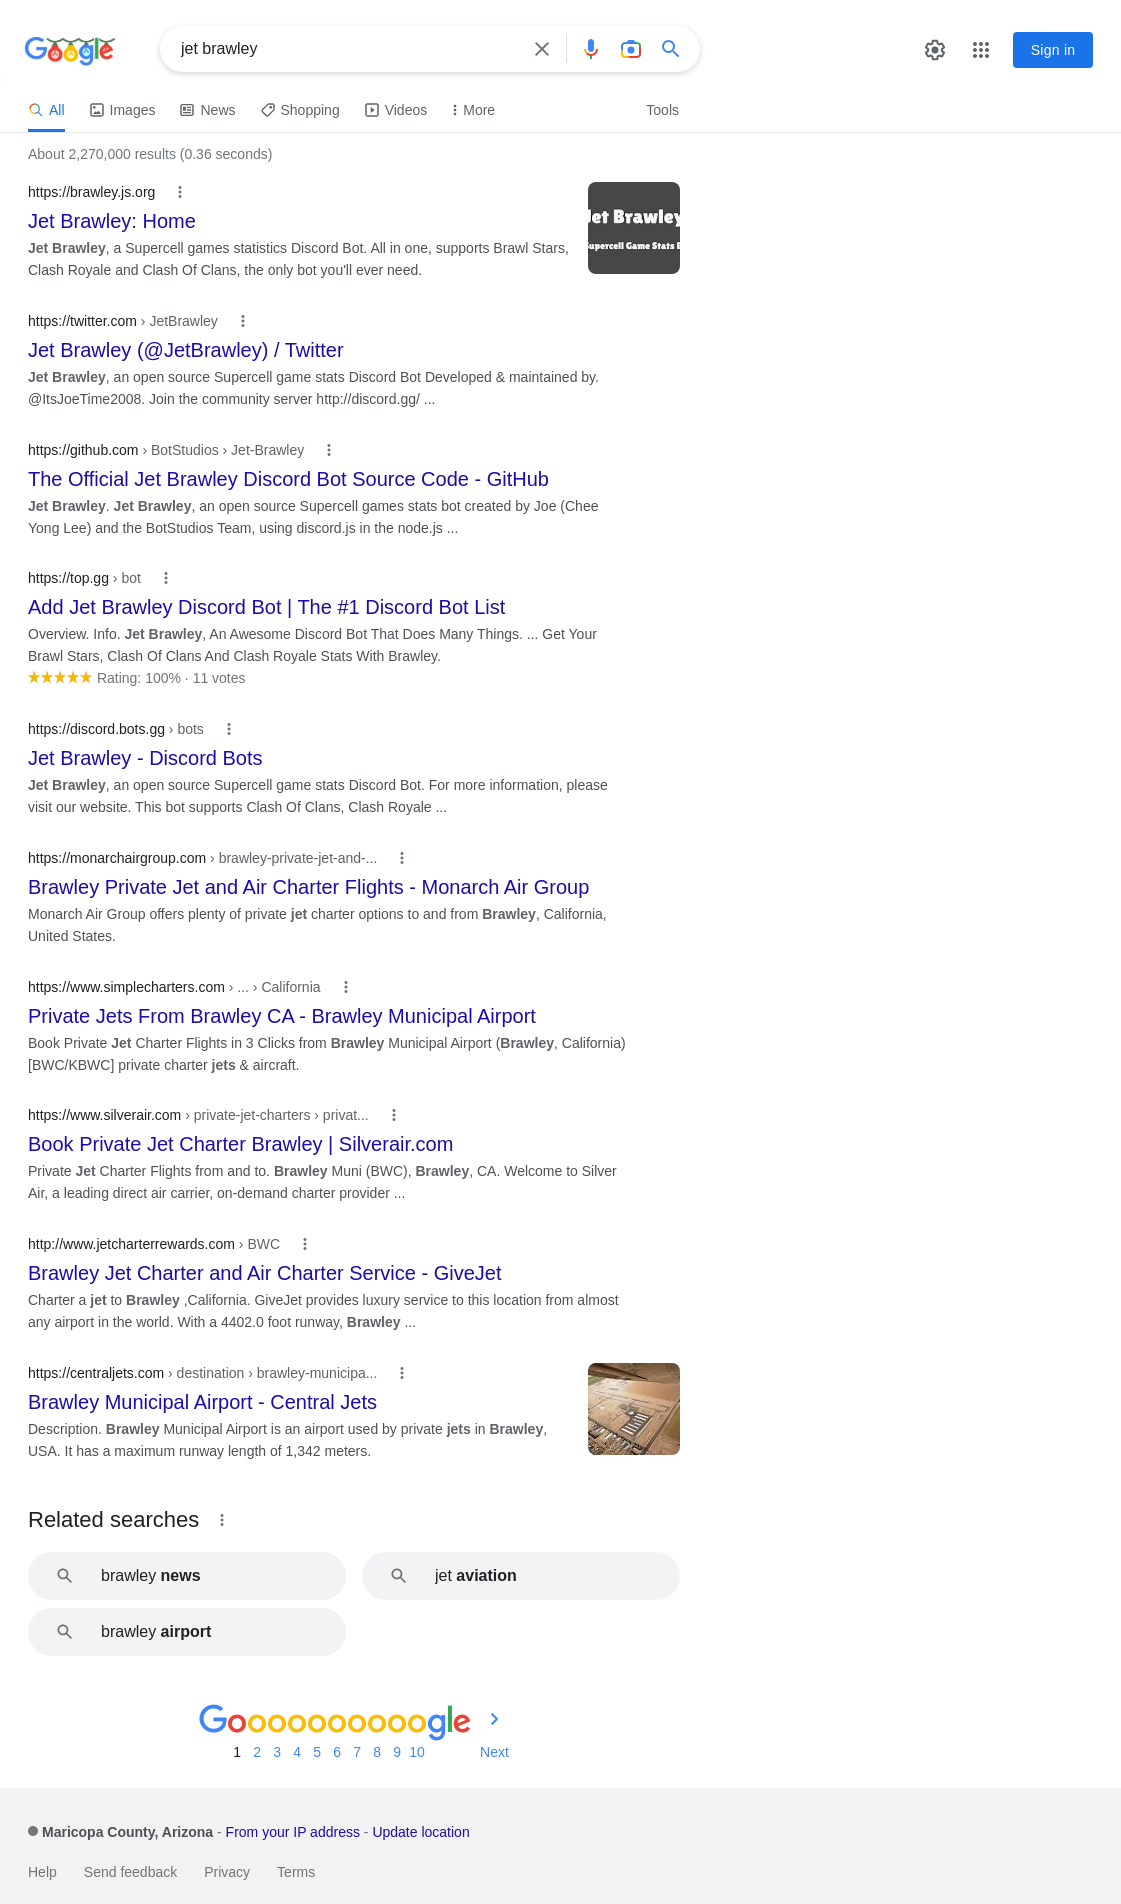 Google
jet brawley
Sign in
All Images News Shopping Videos More Tools
About 2,270,000 results (0.36 seconds)
https://brawley.js.org
Jet Brawley: Home
Jet Brawley, a Supercell games statistics Discord Bot. All in one, supports Brawl Stars,
Clash Royale and Clash Of Clans, the only bot you'll ever need.
Jet Brawley
Supercell Game Stats
https://twitter.com › JetBrawley
Jet Brawley (@JetBrawley) / Twitter
Jet Brawley, an open source Supercell game stats Discord Bot Developed & maintained by.
@ItsJoeTime2008. Join the community server http://discord.gg/ ...
https://github.com › BotStudios › Jet-Brawley
The Official Jet Brawley Discord Bot Source Code - GitHub
Jet Brawley. Jet Brawley, an open source Supercell games stats bot created by Joe (Chee
Yong Lee) and the BotStudios Team, using discord.js in the node.js ...
https://top.gg › bot
Add Jet Brawley Discord Bot | The #1 Discord Bot List
Overview. Info. Jet Brawley, An Awesome Discord Bot That Does Many Things. ... Get Your
Brawl Stars, Clash Of Clans And Clash Royale Stats With Brawley.
Rating: 100% · 11 votes
https://discord.bots.gg › bots
Jet Brawley - Discord Bots
Jet Brawley, an open source Supercell game stats Discord Bot. For more information, please
visit our website. This bot supports Clash Of Clans, Clash Royale ...
https://monarchairgroup.com › brawley-private-jet-and-...
Brawley Private Jet and Air Charter Flights - Monarch Air Group
Monarch Air Group offers plenty of private jet charter options to and from Brawley, California,
United States.
https://www.simplecharters.com › ... › California
Private Jets From Brawley CA - Brawley Municipal Airport
Book Private Jet Charter Flights in 3 Clicks from Brawley Municipal Airport (Brawley, California)
[BWC/KBWC] private charter jets & aircraft.
https://www.silverair.com › private-jet-charters › privat...
Book Private Jet Charter Brawley | Silverair.com
Private Jet Charter Flights from and to. Brawley Muni (BWC), Brawley, CA. Welcome to Silver
Air, a leading direct air carrier, on-demand charter provider ...
http://www.jetcharterrewards.com › BWC
Brawley Jet Charter and Air Charter Service - GiveJet
Charter a jet to Brawley ,California. GiveJet provides luxury service to this location from almost
any airport in the world. With a 4402.0 foot runway, Brawley ...
https://centraljets.com › destination › brawley-municipa...
Brawley Municipal Airport - Central Jets
Description. Brawley Municipal Airport is an airport used by private jets in Brawley,
USA. It has a maximum runway length of 1,342 meters.
Related searches
brawley news
jet aviation
brawley airport
Goooooooooogle
1 2 3 4 5 6 7 8 9 10 Next
Maricopa County, Arizona - From your IP address - Update location
Help Send feedback Privacy Terms